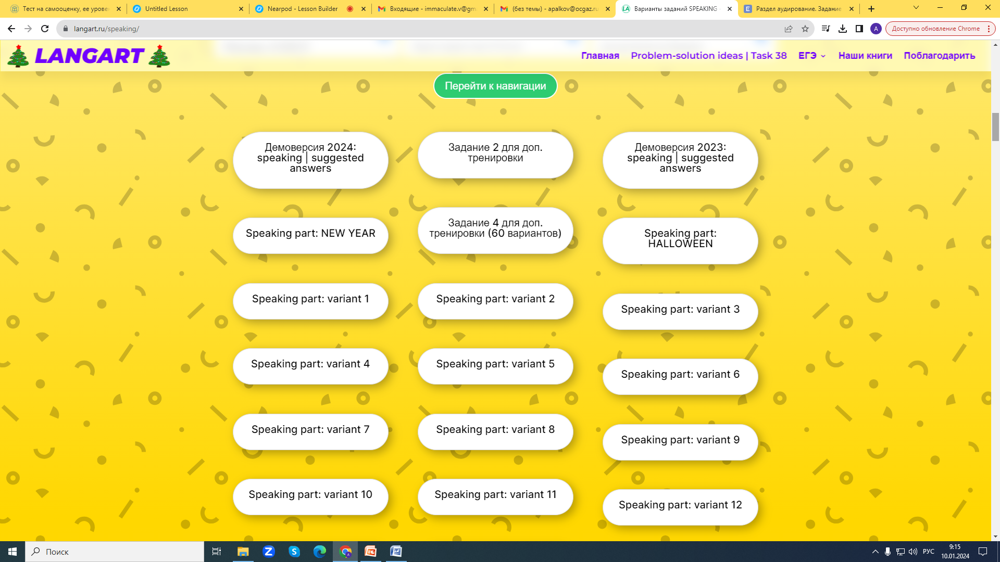 Тест на самооценку, ее урове
Untitled Lesson
Nearpod - Lesson Builder
Входящие - immaculate.v@gm
(без темы) - apalkov@ocgaz.ru
Варианты заданий SPEAKING
Раздел аудирование. Задание
langart.ru/speaking/
A
Доступно обновление Chrome
LANGART
Главная
Problem-solution ideas | Task 38
ЕГЭ
Наши книги
Поблагодарить
Перейти к навигации
Демоверсия 2024:
speaking | suggested
answers
Задание 2 для доп.
тренировки
Демоверсия 2023:
speaking | suggested
answers
Speaking part: NEW YEAR
Задание 4 для доп.
тренировки (60 вариантов)
Speaking part:
HALLOWEEN
Speaking part: variant 1
Speaking part: variant 2
Speaking part: variant 3
Speaking part: variant 4
Speaking part: variant 5
Speaking part: variant 6
Speaking part: variant 7
Speaking part: variant 8
Speaking part: variant 9
Speaking part: variant 10
Speaking part: variant 11
Speaking part: variant 12
Поиск
РУС
9:15
10.01.2024